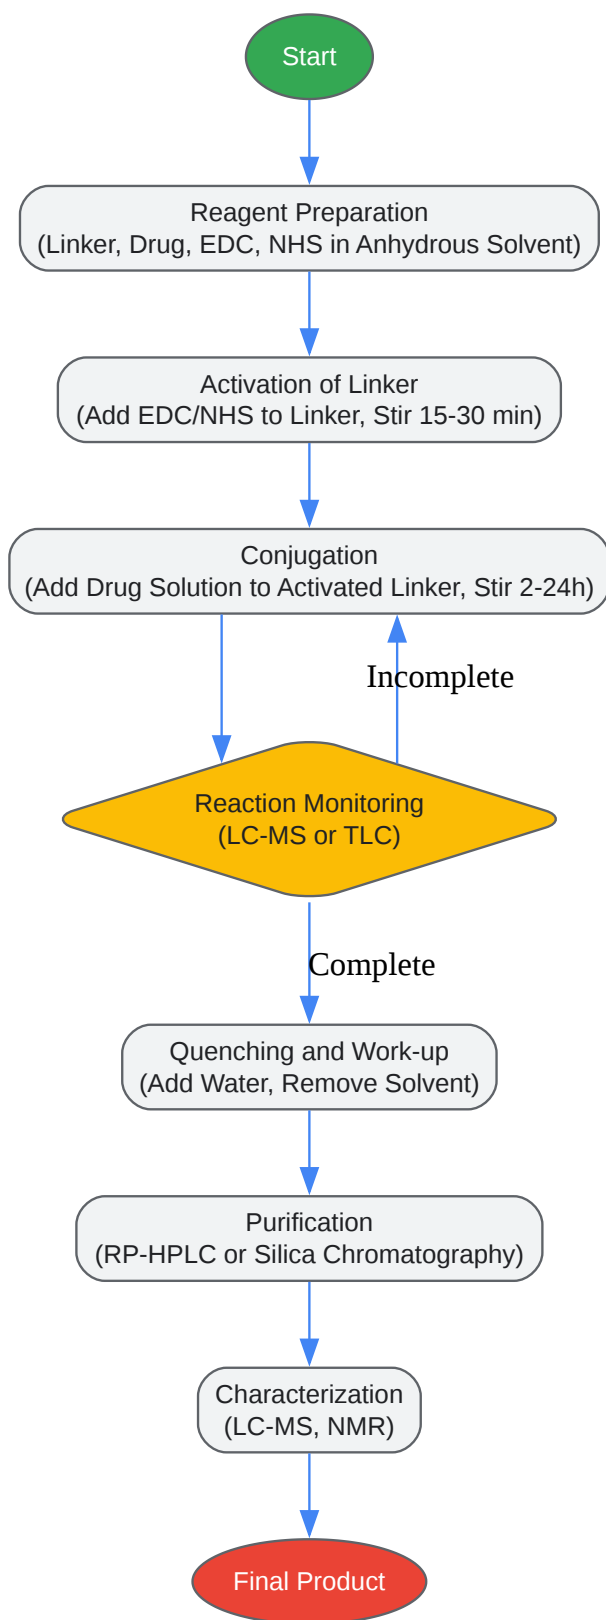 Start
Reagent Preparation
(Linker, Drug, EDC, NHS in Anhydrous Solvent)
Activation of Linker
(Add EDC/NHS to Linker, Stir 15-30 min)
Conjugation
(Add Drug Solution to Activated Linker, Stir 2-24h)
Incomplete
Reaction Monitoring
(LC-MS or TLC)
Complete
Quenching and Work-up
(Add Water, Remove Solvent)
Purification
(RP-HPLC or Silica Chromatography)
Characterization
(LC-MS, NMR)
Final Product